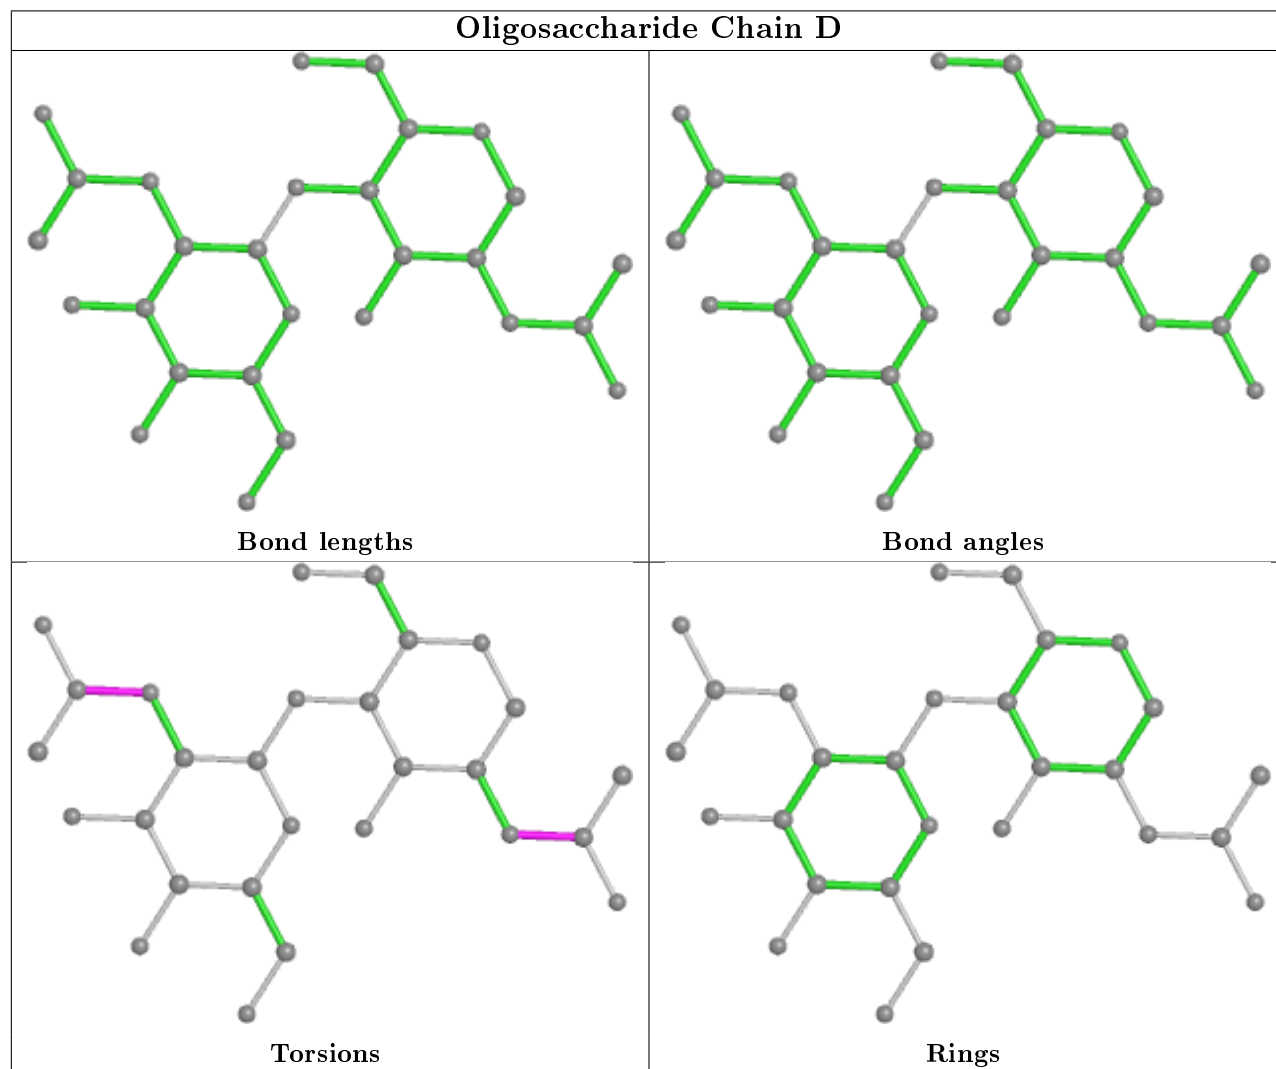 Oligosaccharide Chain D
Bond lengths
Bond angles
Torsions
Rings